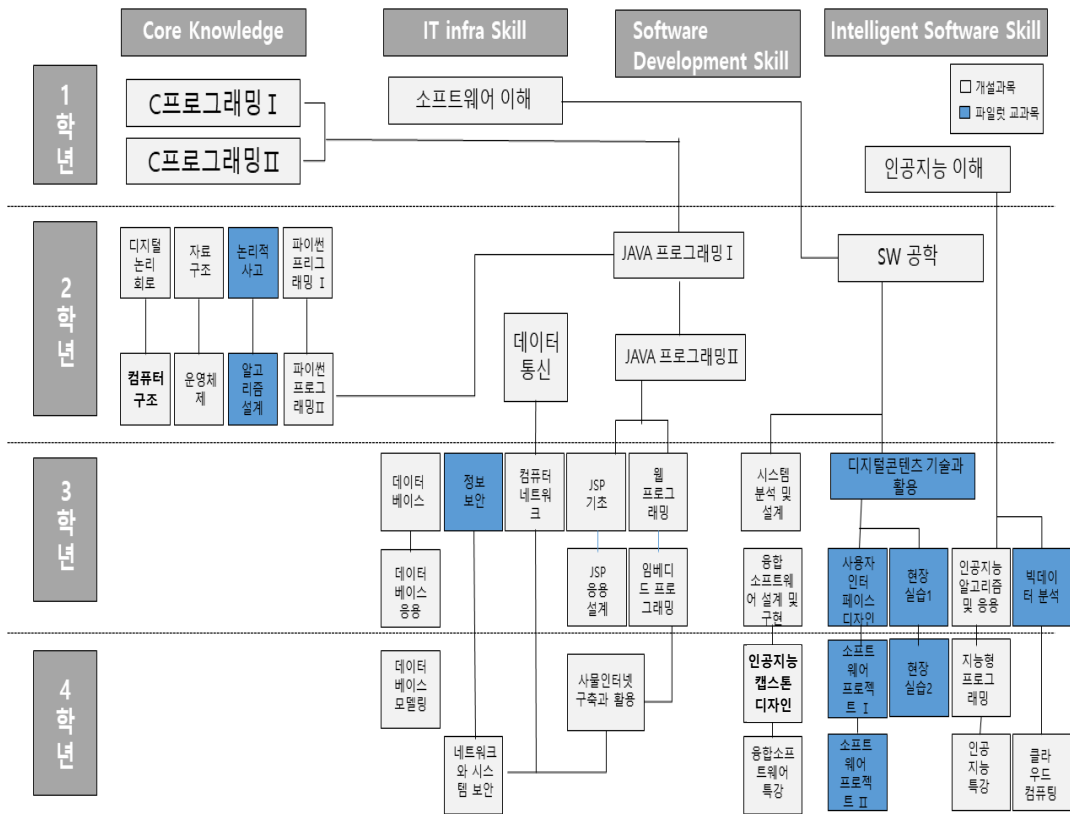 Core Knowledge
IT infra Skill
Software
Development Skill
Intelligent Software Skill
1
학
년
C프로그래밍 I
C프로그래밍Ⅱ
소프트웨어 이해
개설과목
파일럿 교과목
인공지능 이해
2
학
년
디지털
논리
회로
자료
구조
논리적
사고
파이썬
프리그
래밍 I
JAVA 프로그래밍 I
SW 공학
컴퓨터
구조
운영체
제
알고
리즘
설계
파이썬
프로그
래밍Ⅱ
데이터
통신
JAVA 프로그래밍Ⅱ
3
학
년
데이터
베이스
정보
보안
컴퓨터
네트워
크
JSP
기초
웹
프로그
래밍
시스템
분석 및
설계
디지털콘텐츠 기술과
활용
데이터
베이스
응용
JSP
응용
설계
임베디
드 프로
그래밍
융합
소프트웨
어 설계 및
구현
사용자
인터
페이스
디자인
현장
실습1
인공지능
알고리즘
및 응용
빅데이
터 분석
4
학
년
데이터
베이스
모델링
사물인터넷
구축과 활용
인공지능
캡스톤
디자인
소프트
웨어
프로젝
트 I
현장
실습2
지능형
프로그
래밍
네트워크
와 시스
템 보안
융합소프
트웨어
특강
소프트
웨어
프로젝
트 Ⅱ
인공
지능
특강
클라
우드
컴퓨팅